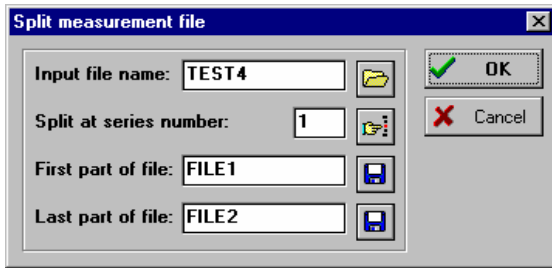 Split measurement file
Input file name: TEST4
OK
Split at series number: 1
Cancel
First part of file: FILE1
Last part of file: FILE2